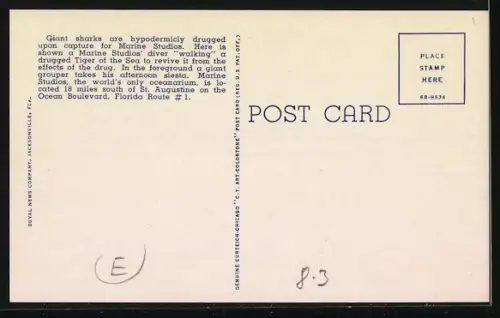 Giant sharks are hypodermicly drugged
upon capture for Marine Studios. Here is
shown a Marine Studios' diver "walking" a
drugged Tiger of the Sea to revive it from the
effects of the drug. In the foreground a giant
grouper takes his afternoon siesta. Marine
Studios, the world's only oceanarium, is lo-
cated 18 miles south of St. Augustine on the
Ocean Boulevard, Florida Route #1.
DUVAL NEWS COMPANY, JACKSONVILLE, FLA.
GENUINE CURTEICH-CHICAGO "C.T. ART-COLORTONE" POST CARD (REG. U.S. PAT. OFF.)
POST CARD
PLACE
STAMP
HERE
E
8-3